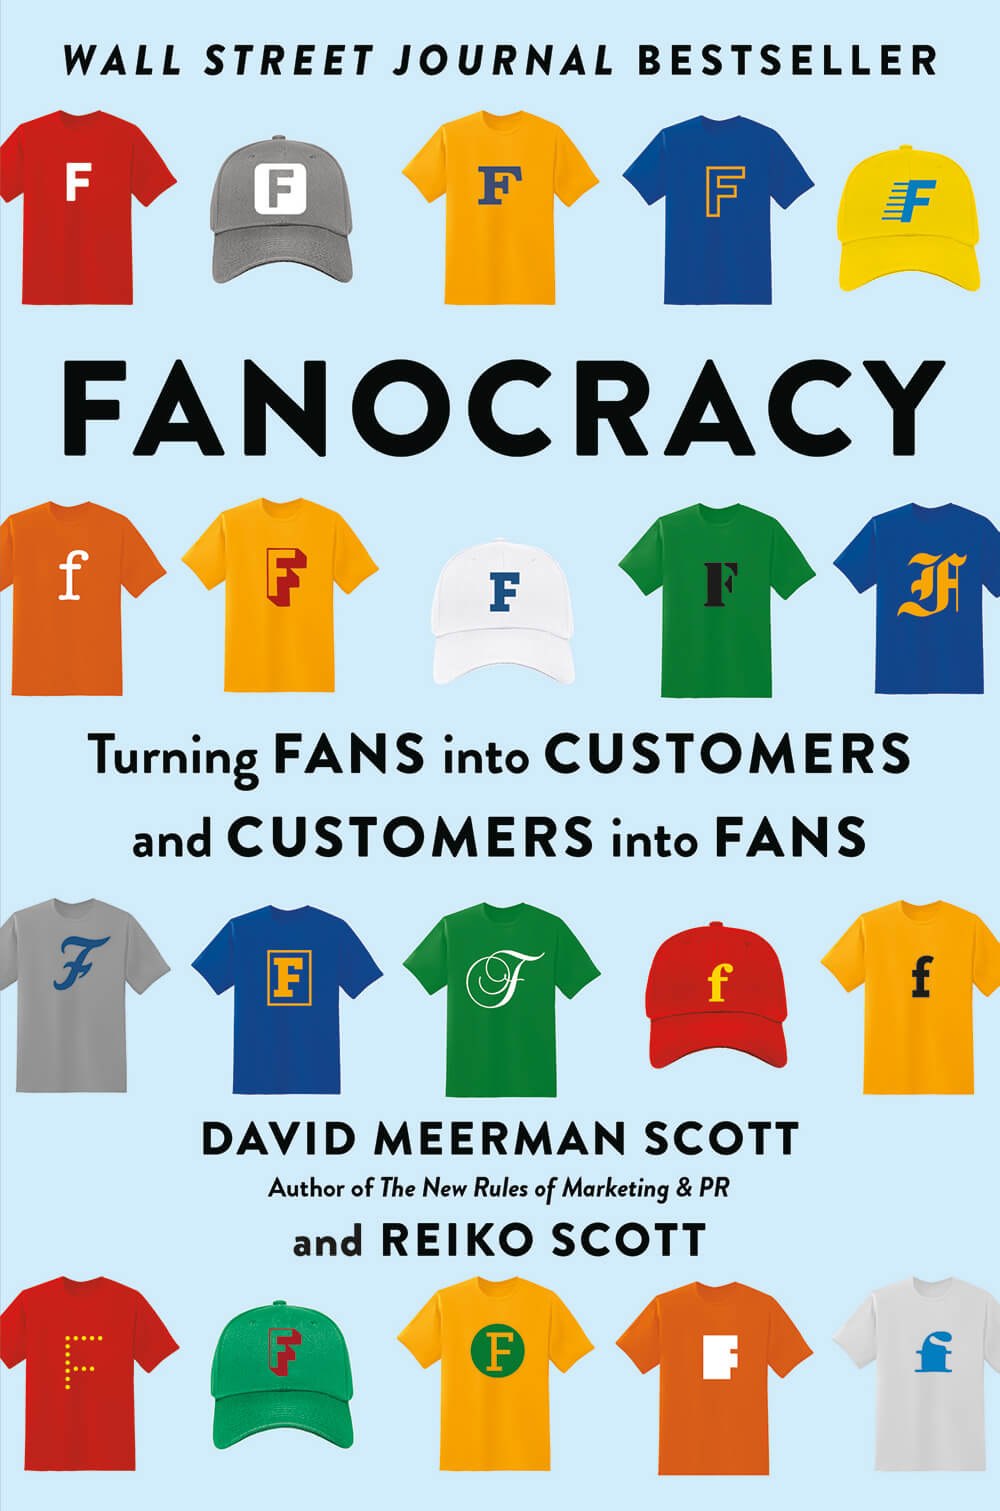 WALL STREET JOURNAL BESTSELLER
F F F F F
FANOCRACY
f F F F F
Turning FANS into CUSTOMERS
and CUSTOMERS into FANS
F F F f f
DAVID MEERMAN SCOTT
Author of The New Rules of Marketing & PR
and REIKO SCOTT
F F F F f